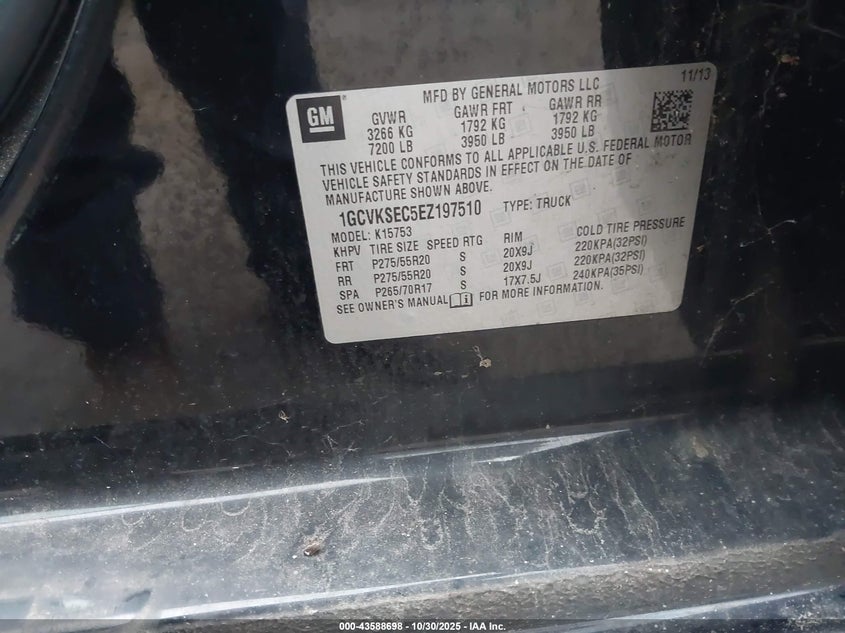 MFD BY GENERAL MOTORS LLC
11/13
GM
GVWR GAWR FRT GAWR RR
3266 KG 1792 KG 1792 KG
7200 LB 3950 LB 3950 LB
THIS VEHICLE CONFORMS TO ALL APPLICABLE U.S. FEDERAL MOTOR
VEHICLE SAFETY STANDARDS IN EFFECT ON THE DATE OF
MANUFACTURE SHOWN ABOVE.
1GCVKSEC5EZ197510 TYPE: TRUCK
MODEL: K15753
KHPV TIRE SIZE SPEED RTG RIM COLD TIRE PRESSURE
FRT P275/55R20 S 20X9J 220KPA(32PSI)
RR P275/55R20 S 20X9J 220KPA(32PSI)
SPA P265/70R17 S 17X7.5J 240KPA(35PSI)
SEE OWNER'S MANUAL FOR MORE INFORMATION.
000-43588698 - 10/30/2025 - IAA Inc.